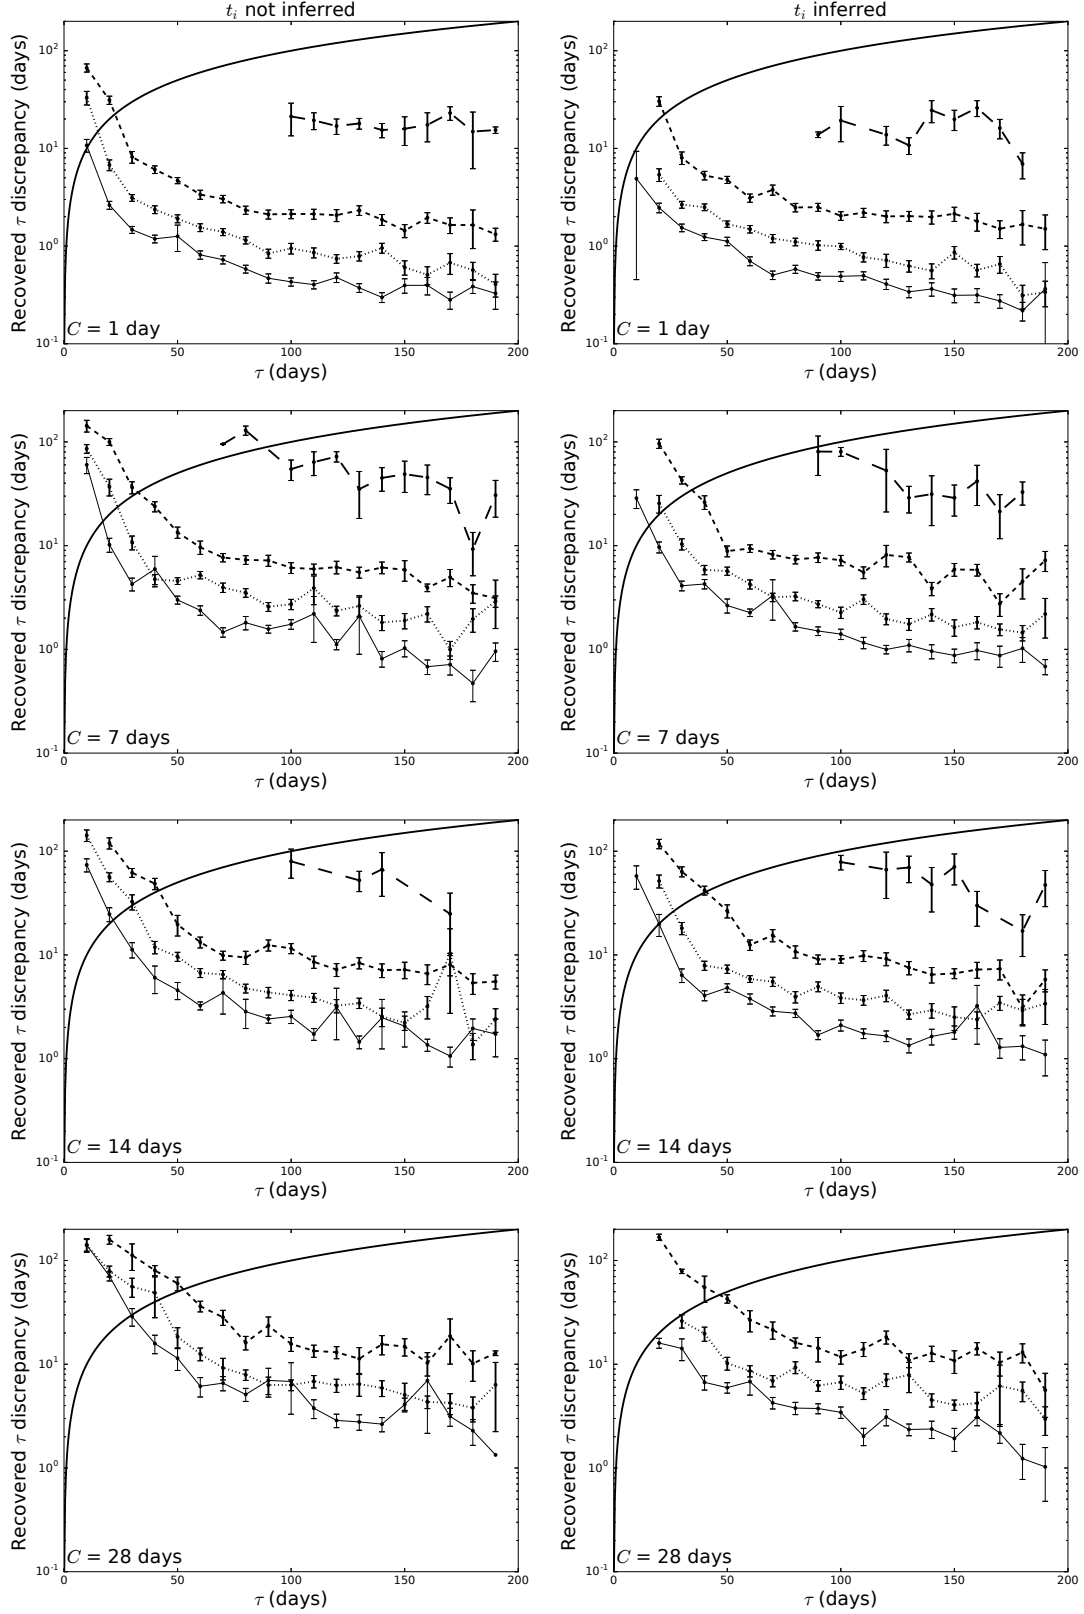 t_i not inferred
t_i inferred
Recovered τ discrepancy (days)
10^2
10^1
10^0
10^-1
C = 1 day
0 50 100 150 200
τ (days)
Recovered τ discrepancy (days)
10^2
10^1
10^0
10^-1
C = 1 day
0 50 100 150 200
τ (days)
Recovered τ discrepancy (days)
10^2
10^1
10^0
10^-1
C = 7 days
0 50 100 150 200
τ (days)
Recovered τ discrepancy (days)
10^2
10^1
10^0
10^-1
C = 7 days
0 50 100 150 200
τ (days)
Recovered τ discrepancy (days)
10^2
10^1
10^0
10^-1
C = 14 days
0 50 100 150 200
τ (days)
Recovered τ discrepancy (days)
10^2
10^1
10^0
10^-1
C = 14 days
0 50 100 150 200
τ (days)
Recovered τ discrepancy (days)
10^2
10^1
10^0
10^-1
C = 28 days
0 50 100 150 200
τ (days)
Recovered τ discrepancy (days)
10^2
10^1
10^0
10^-1
C = 28 days
0 50 100 150 200
τ (days)